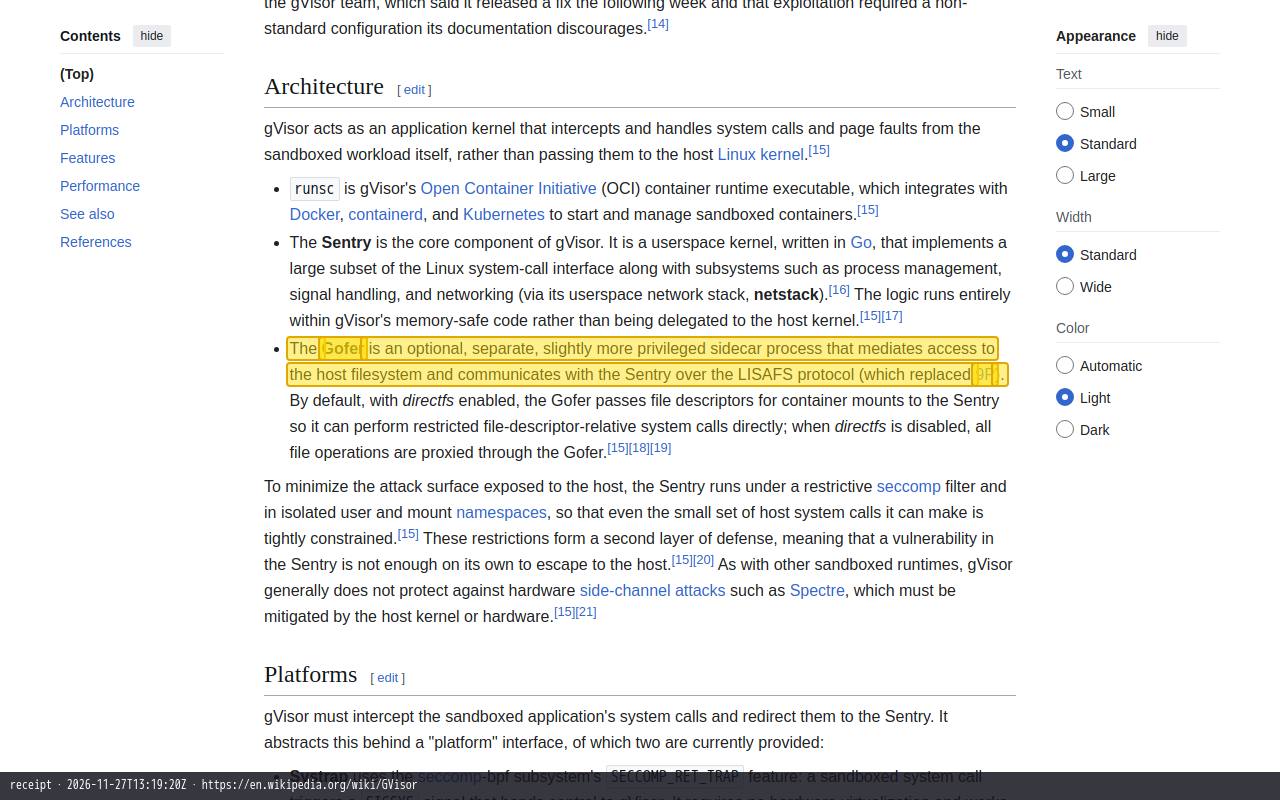 the gVisor team, which said it released a fix the following week and that exploitation required a non-
standard configuration its documentation discourages.[14]
Contents hide
(Top)
Architecture
Platforms
Features
Performance
See also
References
Architecture [ edit ]
gVisor acts as an application kernel that intercepts and handles system calls and page faults from the
sandboxed workload itself, rather than passing them to the host Linux kernel.[15]
• runsc is gVisor's Open Container Initiative (OCI) container runtime executable, which integrates with
Docker, containerd, and Kubernetes to start and manage sandboxed containers.[15]
• The Sentry is the core component of gVisor. It is a userspace kernel, written in Go, that implements a
large subset of the Linux system-call interface along with subsystems such as process management,
signal handling, and networking (via its userspace network stack, netstack).[16] The logic runs entirely
within gVisor's memory-safe code rather than being delegated to the host kernel.[15][17]
• The Gofer is an optional, separate, slightly more privileged sidecar process that mediates access to
the host filesystem and communicates with the Sentry over the LISAFS protocol (which replaced 9P).
By default, with directfs enabled, the Gofer passes file descriptors for container mounts to the Sentry
so it can perform restricted file-descriptor-relative system calls directly; when directfs is disabled, all
file operations are proxied through the Gofer.[15][18][19]
To minimize the attack surface exposed to the host, the Sentry runs under a restrictive seccomp filter and
in isolated user and mount namespaces, so that even the small set of host system calls it can make is
tightly constrained.[15] These restrictions form a second layer of defense, meaning that a vulnerability in
the Sentry is not enough on its own to escape to the host.[15][20] As with other sandboxed runtimes, gVisor
generally does not protect against hardware side-channel attacks such as Spectre, which must be
mitigated by the host kernel or hardware.[15][21]
Platforms [ edit ]
gVisor must intercept the sandboxed application's system calls and redirect them to the Sentry. It
abstracts this behind a "platform" interface, of which two are currently provided:
• Systrap uses the seccomp-bpf subsystem's SECCOMP_RET_TRAP feature: a sandboxed system call
Appearance hide
Text
Small
Standard
Large
Width
Standard
Wide
Color
Automatic
Light
Dark
receipt · 2026-11-27T13:19:20Z · https://en.wikipedia.org/wiki/GVisor